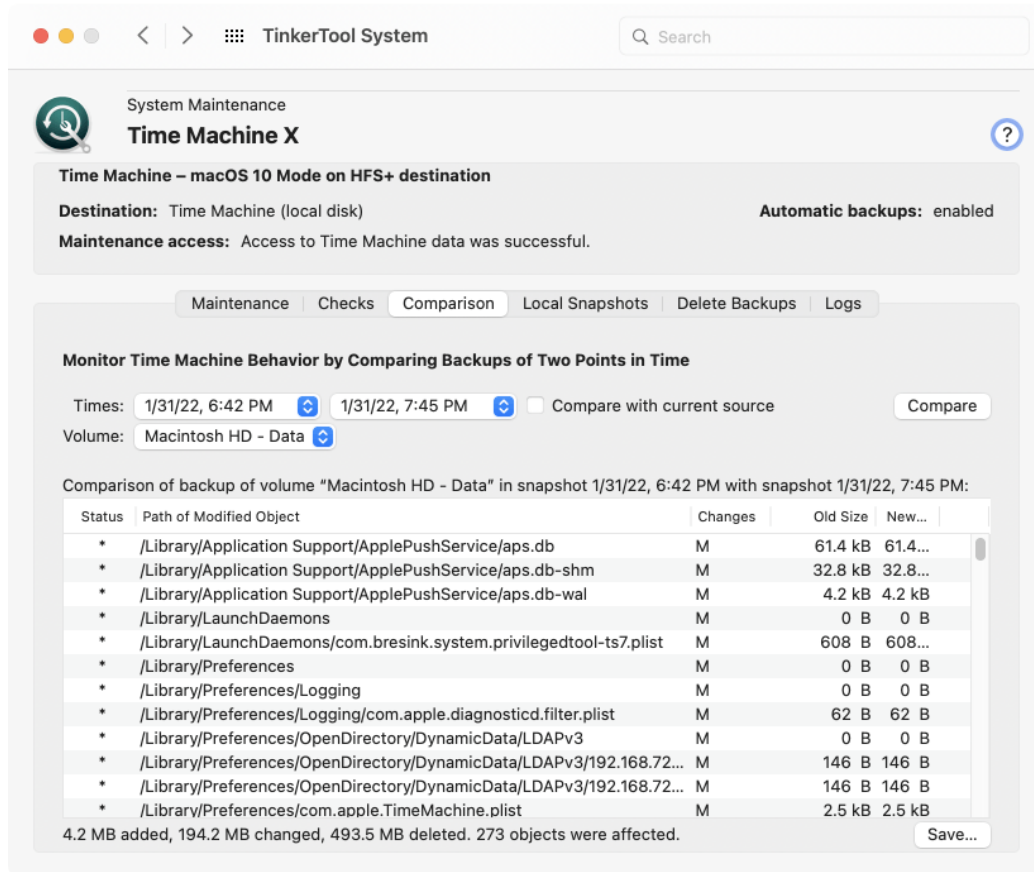 TinkerTool System
Search
System Maintenance
Time Machine X
?
Time Machine – macOS 10 Mode on HFS+ destination
Destination: Time Machine (local disk) Automatic backups: enabled
Maintenance access: Access to Time Machine data was successful.
Maintenance Checks Comparison Local Snapshots Delete Backups Logs
Monitor Time Machine Behavior by Comparing Backups of Two Points in Time
Times: 1/31/22, 6:42 PM 1/31/22, 7:45 PM Compare with current source Compare
Volume: Macintosh HD - Data
Comparison of backup of volume "Macintosh HD - Data" in snapshot 1/31/22, 6:42 PM with snapshot 1/31/22, 7:45 PM:
Status Path of Modified Object Changes Old Size New...
* /Library/Application Support/ApplePushService/aps.db M 61.4 kB 61.4...
* /Library/Application Support/ApplePushService/aps.db-shm M 32.8 kB 32.8...
* /Library/Application Support/ApplePushService/aps.db-wal M 4.2 kB 4.2 kB
* /Library/LaunchDaemons M 0 B 0 B
* /Library/LaunchDaemons/com.bresink.system.privilegedtool-ts7.plist M 608 B 608...
* /Library/Preferences M 0 B 0 B
* /Library/Preferences/Logging M 0 B 0 B
* /Library/Preferences/Logging/com.apple.diagnosticd.filter.plist M 62 B 62 B
* /Library/Preferences/OpenDirectory/DynamicData/LDAPv3 M 0 B 0 B
* /Library/Preferences/OpenDirectory/DynamicData/LDAPv3/192.168.72... M 146 B 146 B
* /Library/Preferences/OpenDirectory/DynamicData/LDAPv3/192.168.72... M 146 B 146 B
* /Library/Preferences/com.apple.TimeMachine.plist M 2.5 kB 2.5 kB
4.2 MB added, 194.2 MB changed, 493.5 MB deleted. 273 objects were affected. Save...